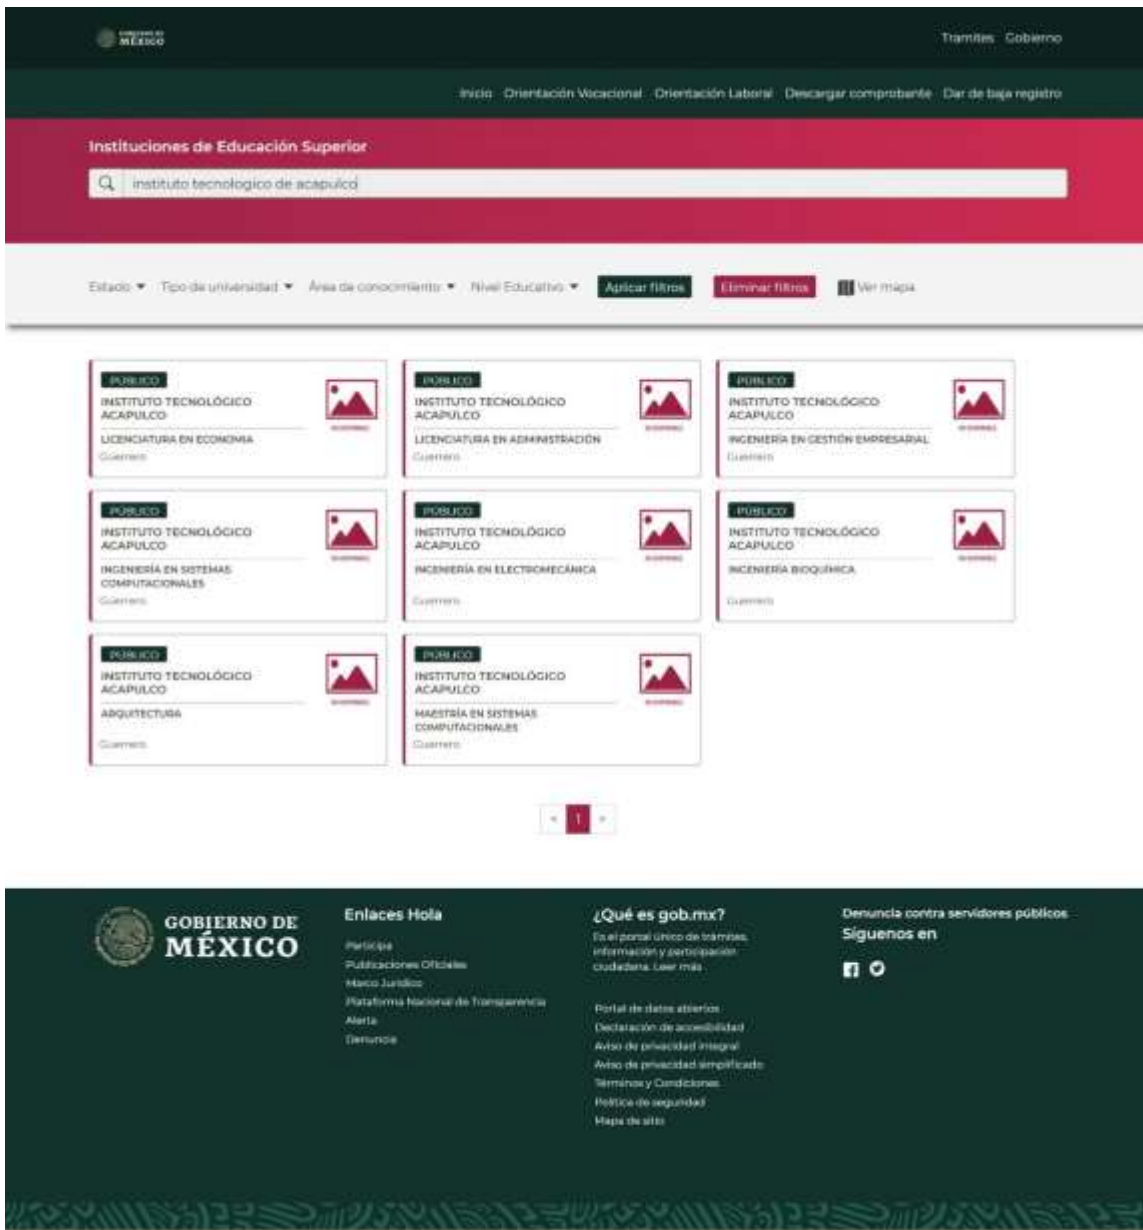 GOBIERNO DE
MÉXICO
Tramites Gobierno
Inicio Orientación Vocacional Orientación Laboral Descargar comprobante Dar de baja registro
Instituciones de Educación Superior
instituto tecnologico de acapulco
Estado Tipo de universidad Área de conocimiento Nivel Educativo Aplicar filtros Eliminar filtros Ver mapa
PÚBLICO
INSTITUTO TECNOLÓGICO
ACAPULCO
LICENCIATURA EN ECONOMIA
Guerrero
PÚBLICO
INSTITUTO TECNOLÓGICO
ACAPULCO
LICENCIATURA EN ADMINISTRACIÓN
Guerrero
PÚBLICO
INSTITUTO TECNOLÓGICO
ACAPULCO
INGENIERÍA EN GESTIÓN EMPRESARIAL
Guerrero
PÚBLICO
INSTITUTO TECNOLÓGICO
ACAPULCO
INGENIERÍA EN SISTEMAS
COMPUTACIONALES
Guerrero
PÚBLICO
INSTITUTO TECNOLÓGICO
ACAPULCO
INGENIERÍA EN ELECTROMECÁNICA
Guerrero
PÚBLICO
INSTITUTO TECNOLÓGICO
ACAPULCO
INGENIERÍA BIOQUÍMICA
Guerrero
PÚBLICO
INSTITUTO TECNOLÓGICO
ACAPULCO
ARQUITECTURA
Guerrero
PÚBLICO
INSTITUTO TECNOLÓGICO
ACAPULCO
MAESTRÍA EN SISTEMAS
COMPUTACIONALES
Guerrero
« 1 »
GOBIERNO DE
MÉXICO
Enlaces Hola
Participa
Publicaciones Oficiales
Marco Jurídico
Plataforma Nacional de Transparencia
Alerta
Denuncia
¿Qué es gob.mx?
Es el portal único de trámites,
información y participación
ciudadana. Leer más
Portal de datos abiertos
Declaración de accesibilidad
Aviso de privacidad integral
Aviso de privacidad simplificado
Términos y Condiciones
Política de seguridad
Mapa de sitio
Denuncia contra servidores públicos
Síguenos en